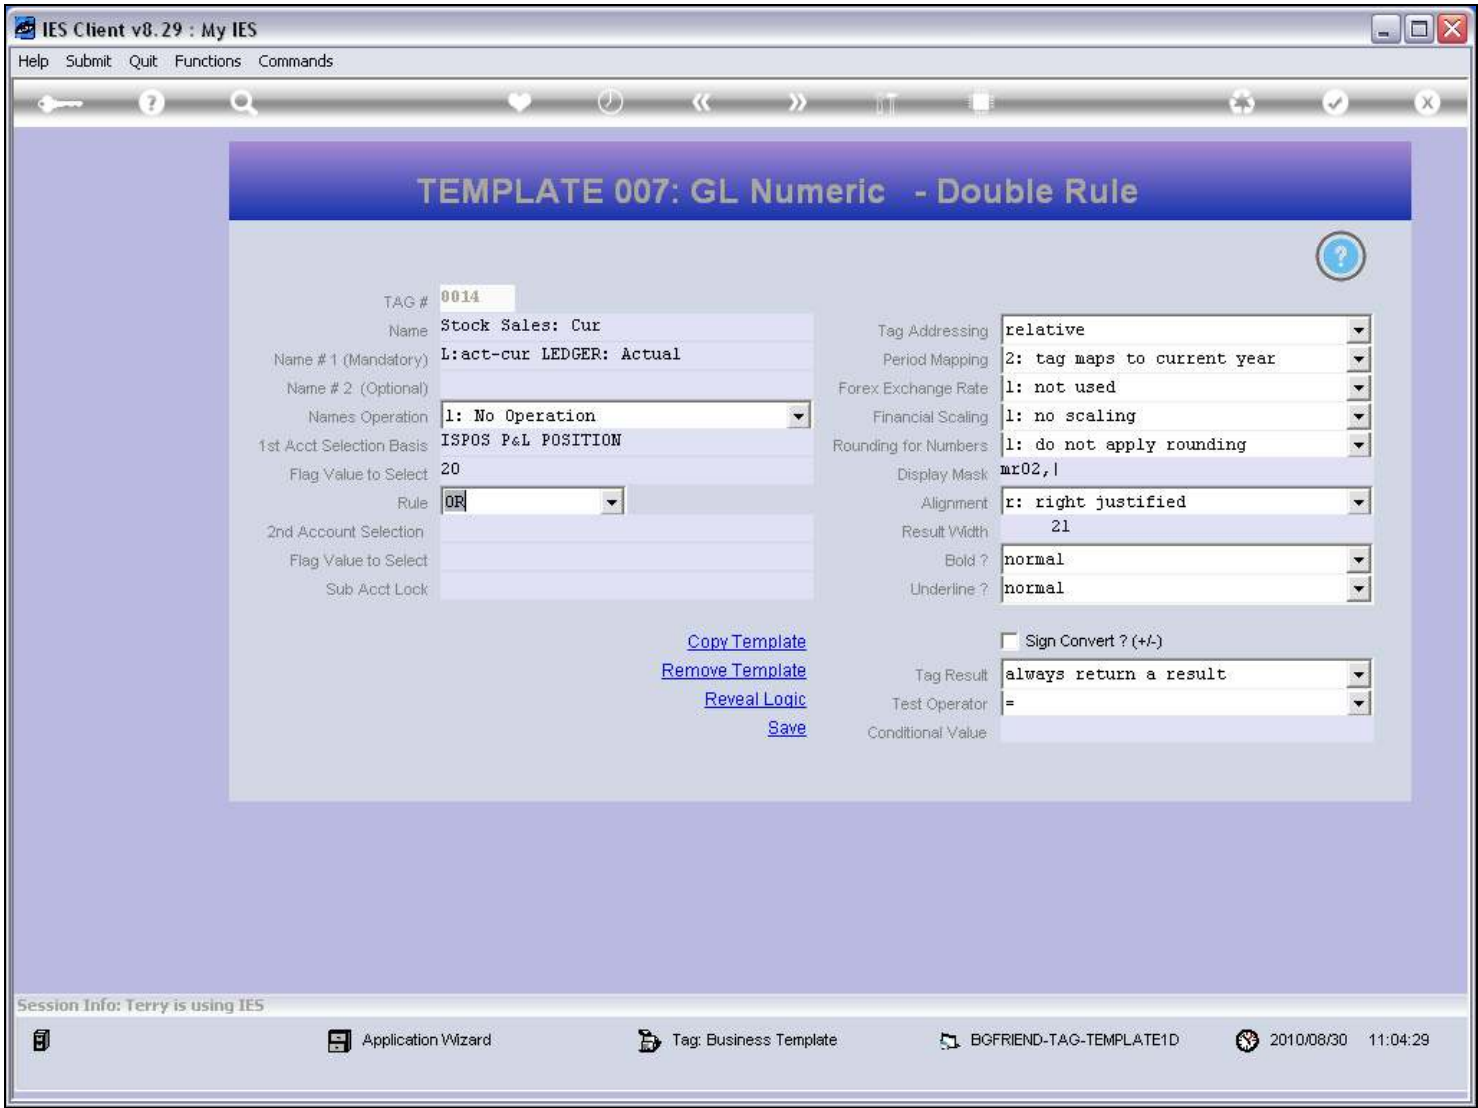 IES Client v8.29 : My IES
Help Submit Quit Functions Commands
TEMPLATE 007: GL Numeric - Double Rule
TAG # 0014
Name Stock Sales: Cur
Name # 1 (Mandatory) L:act-cur LEDGER: Actual
Name # 2 (Optional)
Names Operation 1: No Operation
1st Acct Selection Basis ISPOS P&L POSITION
Flag Value to Select 20
Rule OR
2nd Account Selection
Flag Value to Select
Sub Acct Lock
Copy Template
Remove Template
Reveal Logic
Save
Tag Addressing relative
Period Mapping 2: tag maps to current year
Forex Exchange Rate 1: not used
Financial Scaling 1: no scaling
Rounding for Numbers 1: do not apply rounding
Display Mask mr02,|
Alignment r: right justified
Result Width 21
Bold ? normal
Underline ? normal
Sign Convert ? (+/-)
Tag Result always return a result
Test Operator =
Conditional Value
Session Info: Terry is using IES
Application Wizard Tag: Business Template BGFRIEND-TAG-TEMPLATE1D 2010/08/30 11:04:29